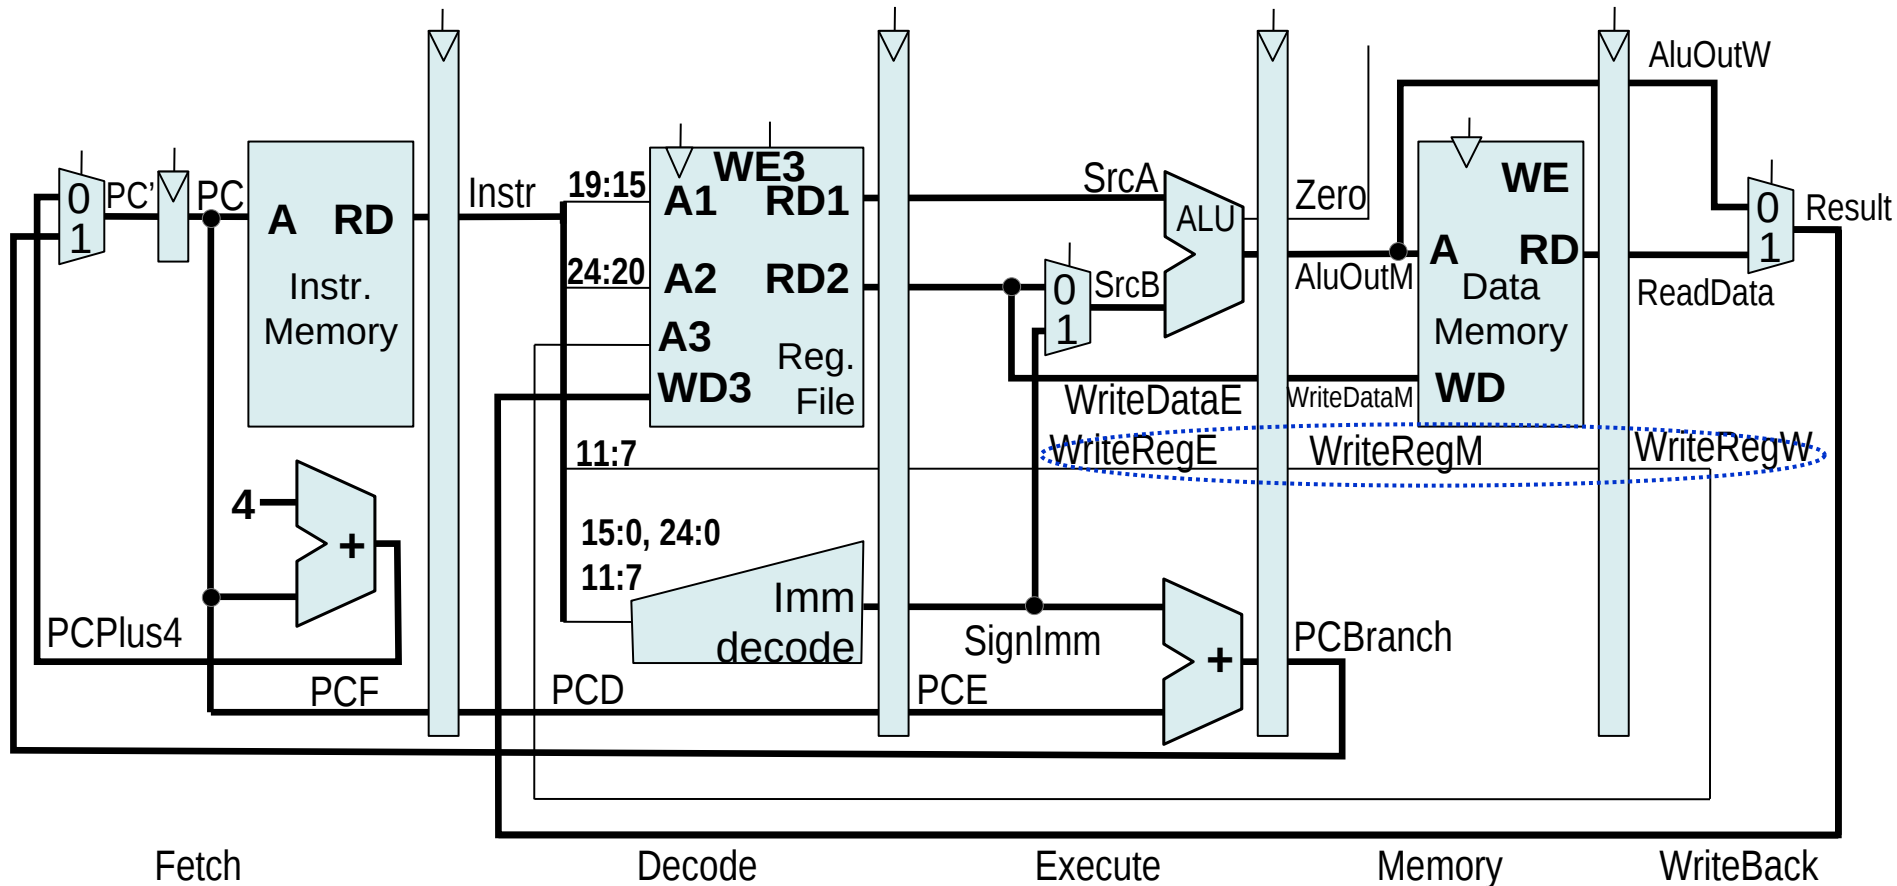 AluOutW
WE3
19:15
A1
RD1
SrcA
ALU
Zero
WE
0
1
PC'
PC
A
RD
Instr
Instr.
Memory
24:20
A2
RD2
0
1
SrcB
AluOutM
A
RD
Data
Memory
ReadData
0
1
Result
A3
WD3
Reg.
File
WriteDataE
WriteDataM
WD
11:7
WriteRegE
WriteRegM
WriteRegW
4
+
15:0, 24:0
11:7
Imm
decode
SignImm
+
PCBranch
PCPlus4
PCF
PCD
PCE
Fetch
Decode
Execute
Memory
WriteBack